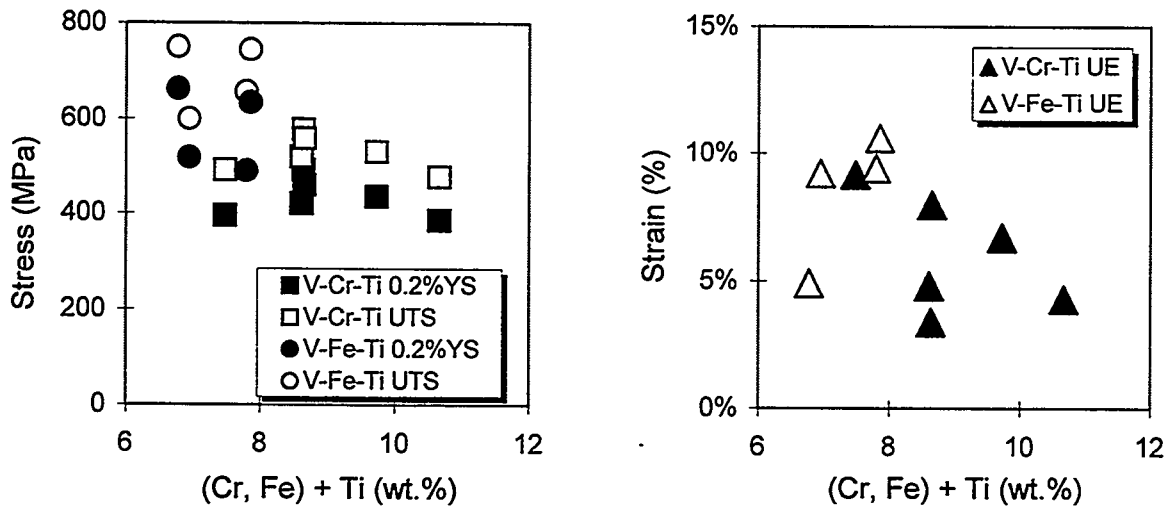 800
600
400
200
0
Stress (MPa)
V-Cr-Ti 0.2%YS
V-Cr-Ti UTS
V-Fe-Ti 0.2%YS
V-Fe-Ti UTS
6 8 10 12
(Cr, Fe) + Ti (wt.%)
15%
10%
5%
0%
Strain (%)
V-Cr-Ti UE
V-Fe-Ti UE
6 8 10 12
(Cr, Fe) + Ti (wt.%)